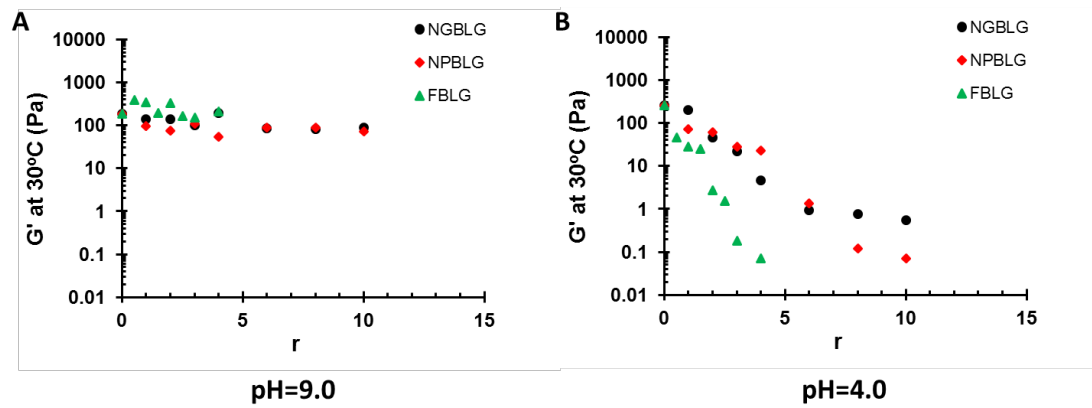 A
G' at 30ºC (Pa)
10000
1000
100
10
1
0.1
0.01
0
5
10
15
r
NGBLG
NPBLG
FBLG
pH=9.0
B
G' at 30ºC (Pa)
10000
1000
100
10
1
0.1
0.01
0
5
10
15
r
NGBLG
NPBLG
FBLG
pH=4.0